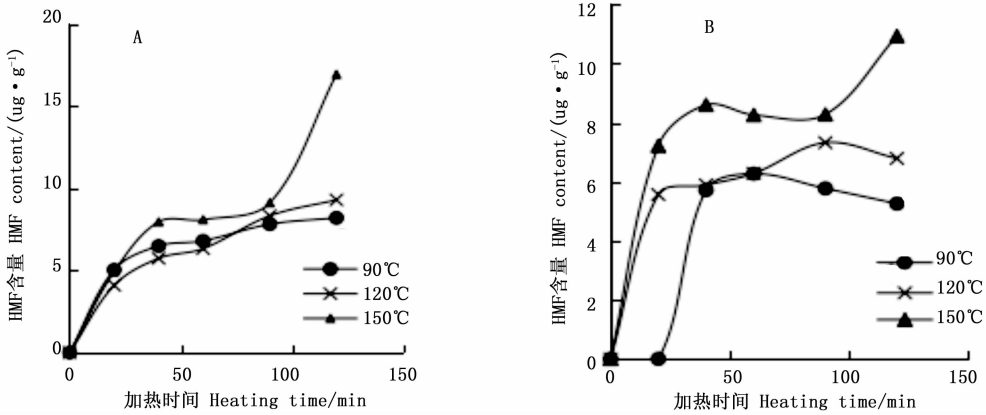 A
HMF含量 HMF content/(ug·g⁻¹)
20
15
10
5
0
0 50 100 150
加热时间 Heating time/min
90℃
120℃
150℃
B
HMF含量 HMF content/(ug·g⁻¹)
12
10
8
6
4
2
0
0 50 100 150
加热时间 Heating time/min
90℃
120℃
150℃